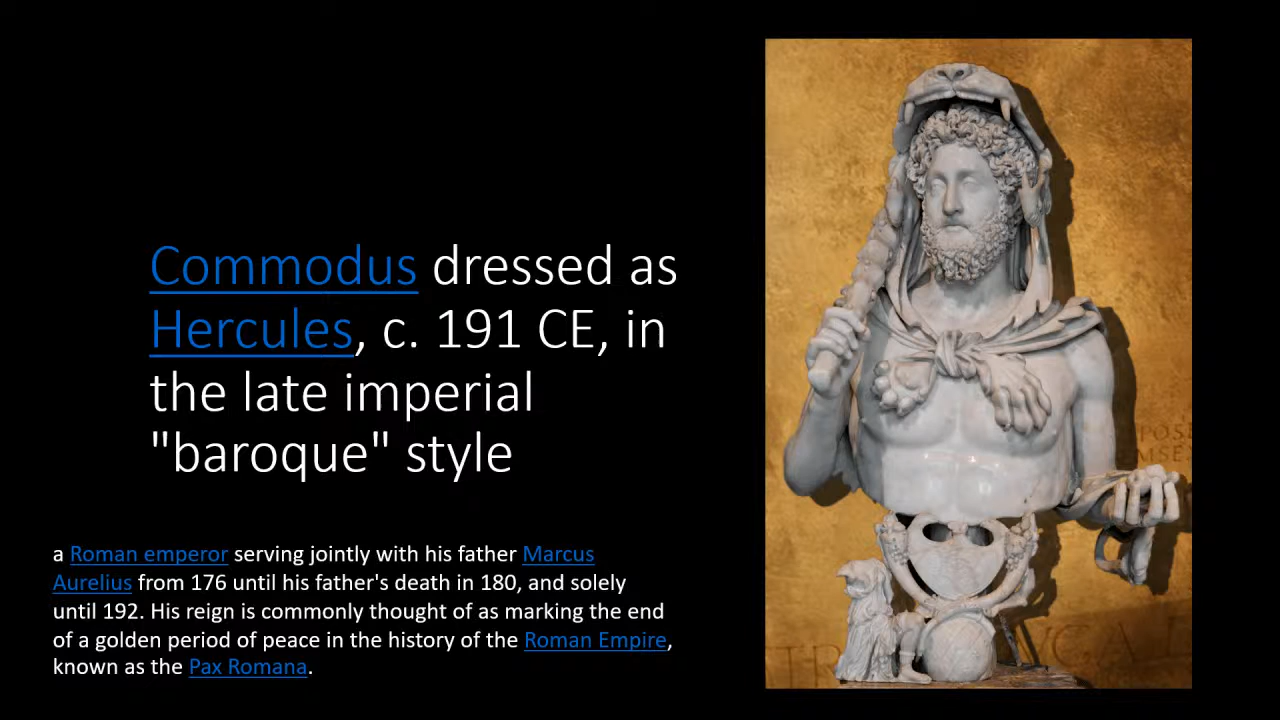 Commodus dressed as
Hercules, c. 191 CE, in
the late imperial
"baroque" style
a Roman emperor serving jointly with his father Marcus
Aurelius from 176 until his father's death in 180, and solely
until 192. His reign is commonly thought of as marking the end
of a golden period of peace in the history of the Roman Empire,
known as the Pax Romana.